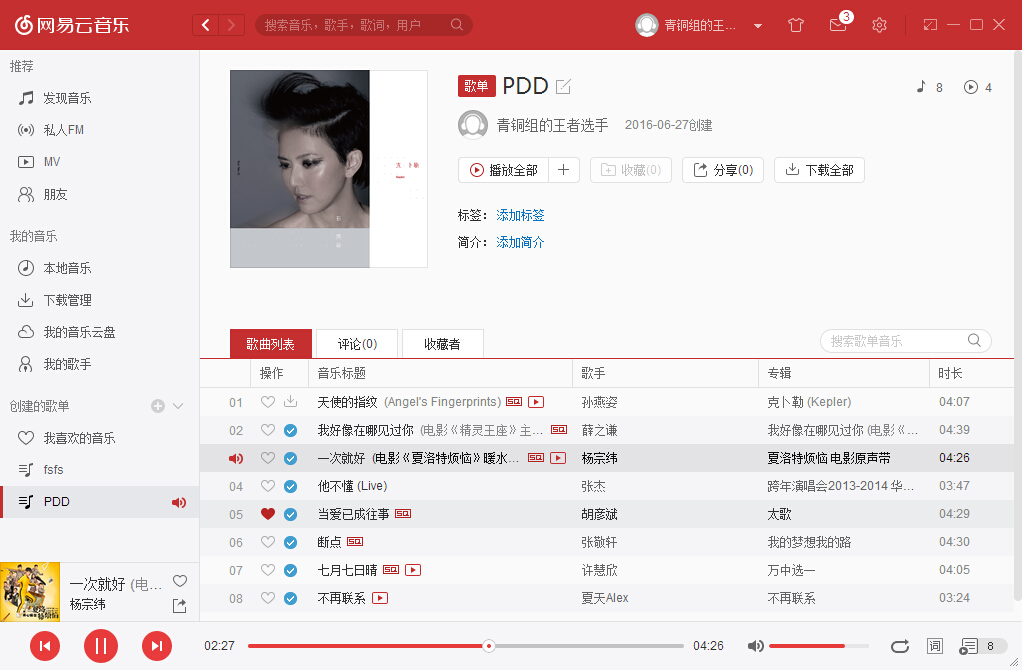 网易云音乐
搜索音乐，歌手，歌词，用户
青铜组的王...
3
推荐
发现音乐
私人FM
MV
朋友
我的音乐
本地音乐
下载管理
我的音乐云盘
我的歌手
创建的歌单
我喜欢的音乐
fsfs
PDD
一次就好 (电...
杨宗纬
歌单 PDD
8
4
青铜组的王者选手 2016-06-27创建
播放全部
收藏(0)
分享(0)
下载全部
标签： 添加标签
简介： 添加简介
歌曲列表 评论(0) 收藏者
搜索歌单音乐
操作 音乐标题 歌手 专辑 时长
01 天使的指纹 (Angel's Fingerprints) SQ 孙燕姿 克卜勒 (Kepler) 04:07
02 我好像在哪见过你 (电影《精灵王座》主... SQ 薛之谦 我好像在哪见过你 (电影《... 04:39
一次就好 (电影《夏洛特烦恼》暖水... SQ 杨宗纬 夏洛特烦恼 电影原声带 04:26
04 他不懂 (Live) 张杰 跨年演唱会2013-2014 华... 03:47
05 当爱已成往事 SQ 胡彦斌 太歌 04:29
06 断点 SQ 张敬轩 我的梦想我的路 04:30
07 七月七日晴 SQ 许慧欣 万中选一 04:05
08 不再联系 夏天Alex 不再联系 03:24
02:27
04:26
词
8